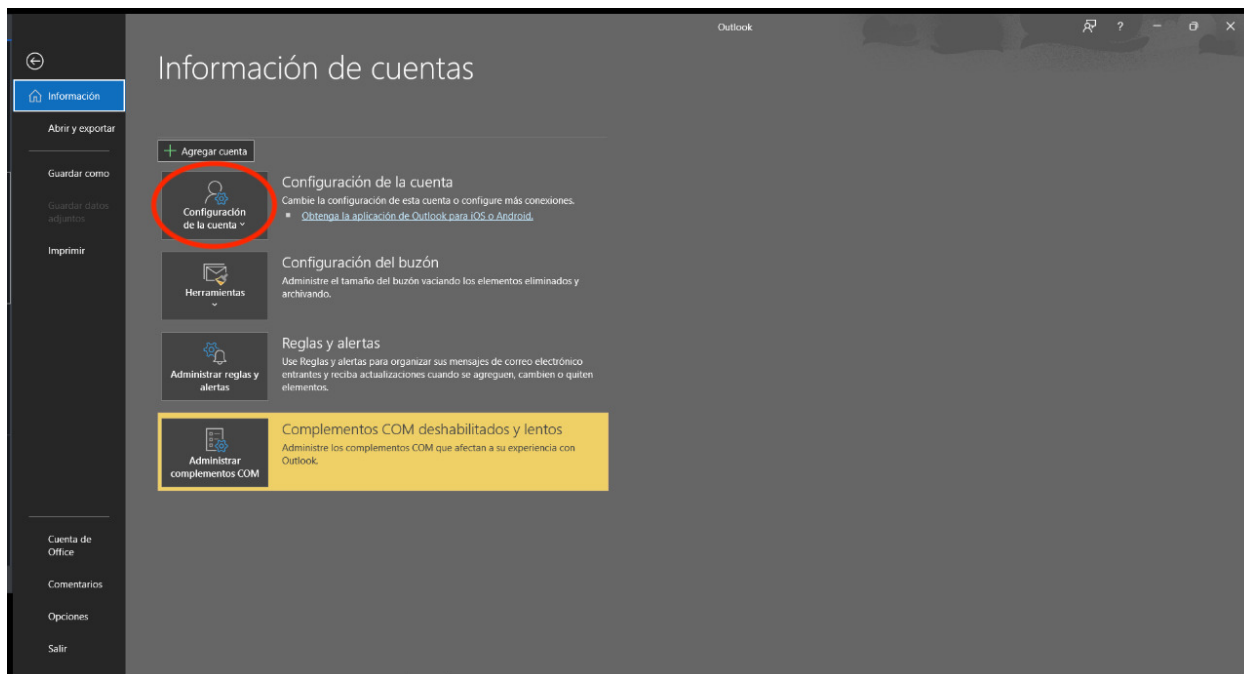 Outlook
?
Información de cuentas
Información
Abrir y exportar
Guardar como
Guardar datos
adjuntos
Imprimir
Cuenta de
Office
Comentarios
Opciones
Salir
Agregar cuenta
Configuración
de la cuenta
Configuración de la cuenta
Cambie la configuración de esta cuenta o configure más conexiones.
Obtenga la aplicación de Outlook para iOS o Android.
Herramientas
Configuración del buzón
Administre el tamaño del buzón vaciando los elementos eliminados y
archivando.
Administrar reglas y
alertas
Reglas y alertas
Use Reglas y alertas para organizar sus mensajes de correo electrónico
entrantes y reciba actualizaciones cuando se agreguen, cambien o quiten
elementos.
Administrar
complementos COM
Complementos COM deshabilitados y lentos
Administre los complementos COM que afectan a su experiencia con
Outlook.